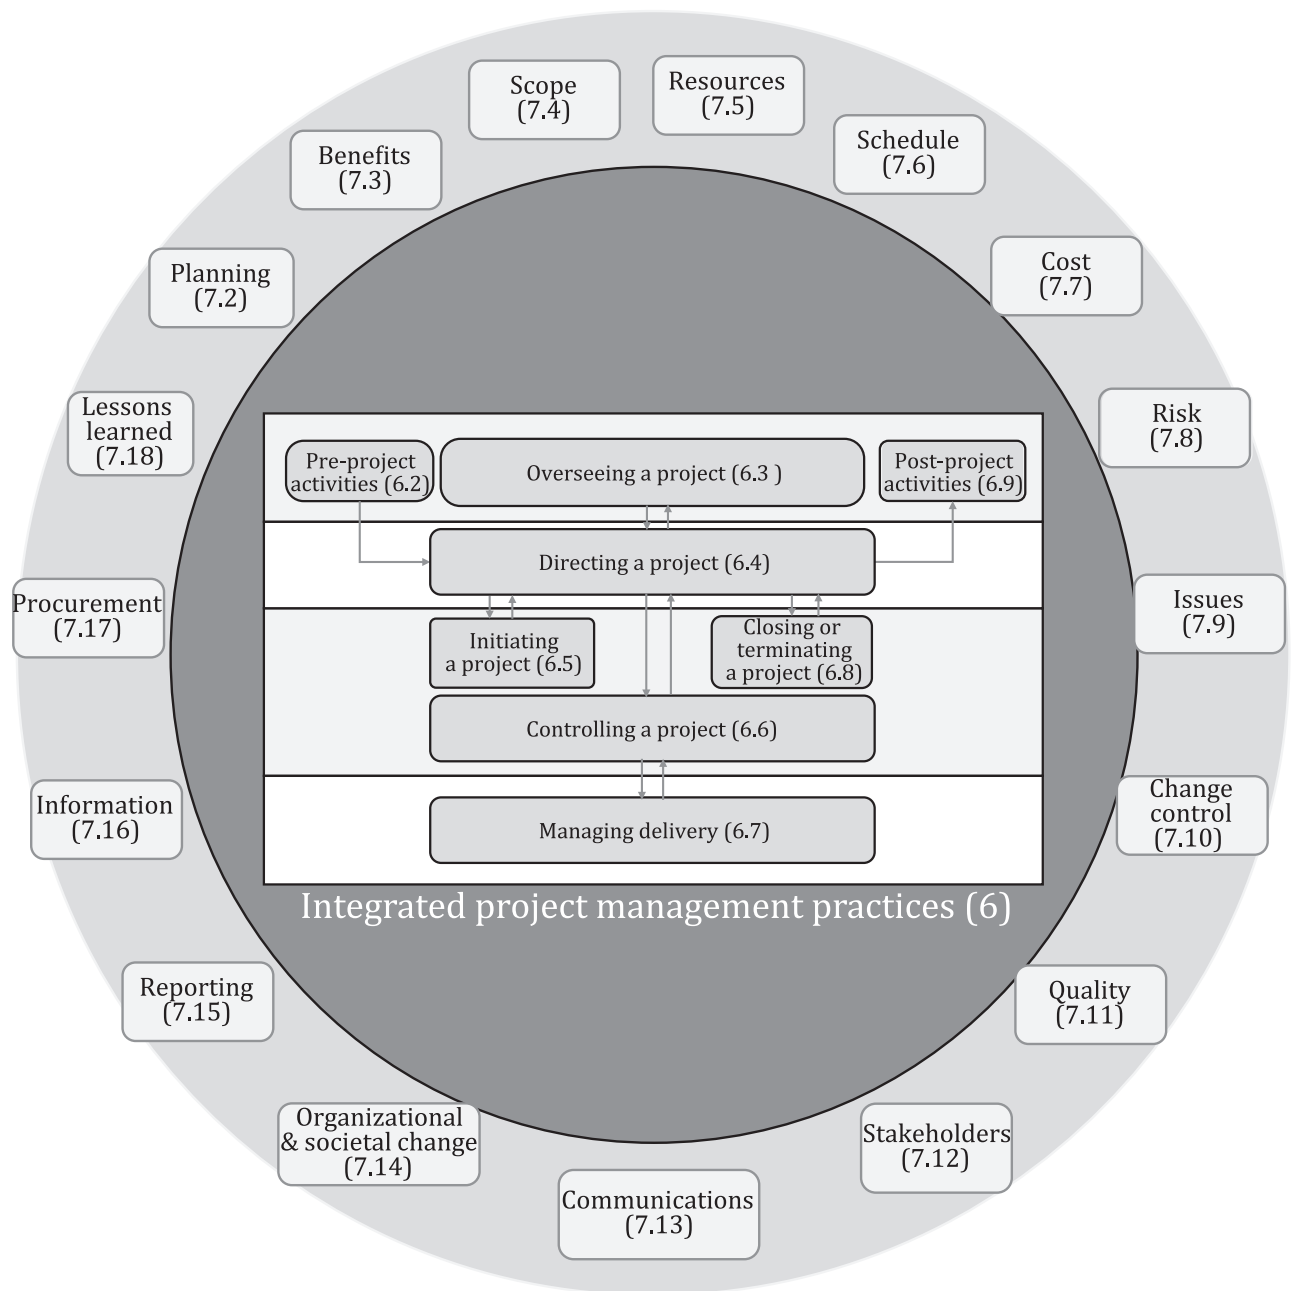 Scope
(7.4)
Resources
(7.5)
Schedule
(7.6)
Benefits
(7.3)
Cost
(7.7)
Planning
(7.2)
Risk
(7.8)
Lessons
learned
(7.18)
Pre-project
activities (6.2)
Overseeing a project (6.3 )
Post-project
activities (6.9)
Directing a project (6.4)
Procurement
(7.17)
Issues
(7.9)
Initiating
a project (6.5)
Closing or
terminating
a project (6.8)
Controlling a project (6.6)
Information
(7.16)
Change
control
(7.10)
Managing delivery (6.7)
Integrated project management practices (6)
Reporting
(7.15)
Quality
(7.11)
Organizational
& societal change
(7.14)
Stakeholders
(7.12)
Communications
(7.13)